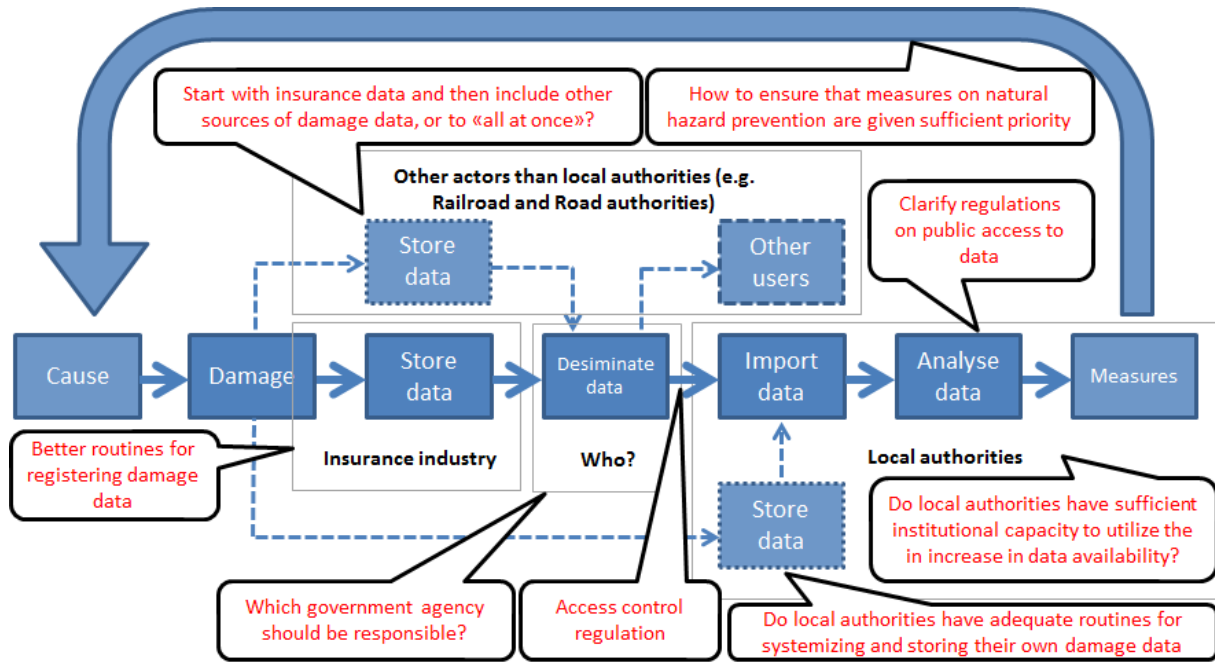 Start with insurance data and then include other
sources of damage data, or to «all at once»?
How to ensure that measures on natural
hazard prevention are given sufficient priority
Other actors than local authorities (e.g.
Railroad and Road authorities)
Clarify regulations
on public access to
data
Store
data
Other
users
Cause
Damage
Store
data
Desiminate
data
Import
data
Analyse
data
Measures
Better routines for
registering damage
data
Insurance industry
Who?
Local authorities
Store
data
Do local authorities have sufficient
institutional capacity to utilize the
in increase in data availability?
Which government agency
should be responsible?
Access control
regulation
Do local authorities have adequate routines for
systemizing and storing their own damage data